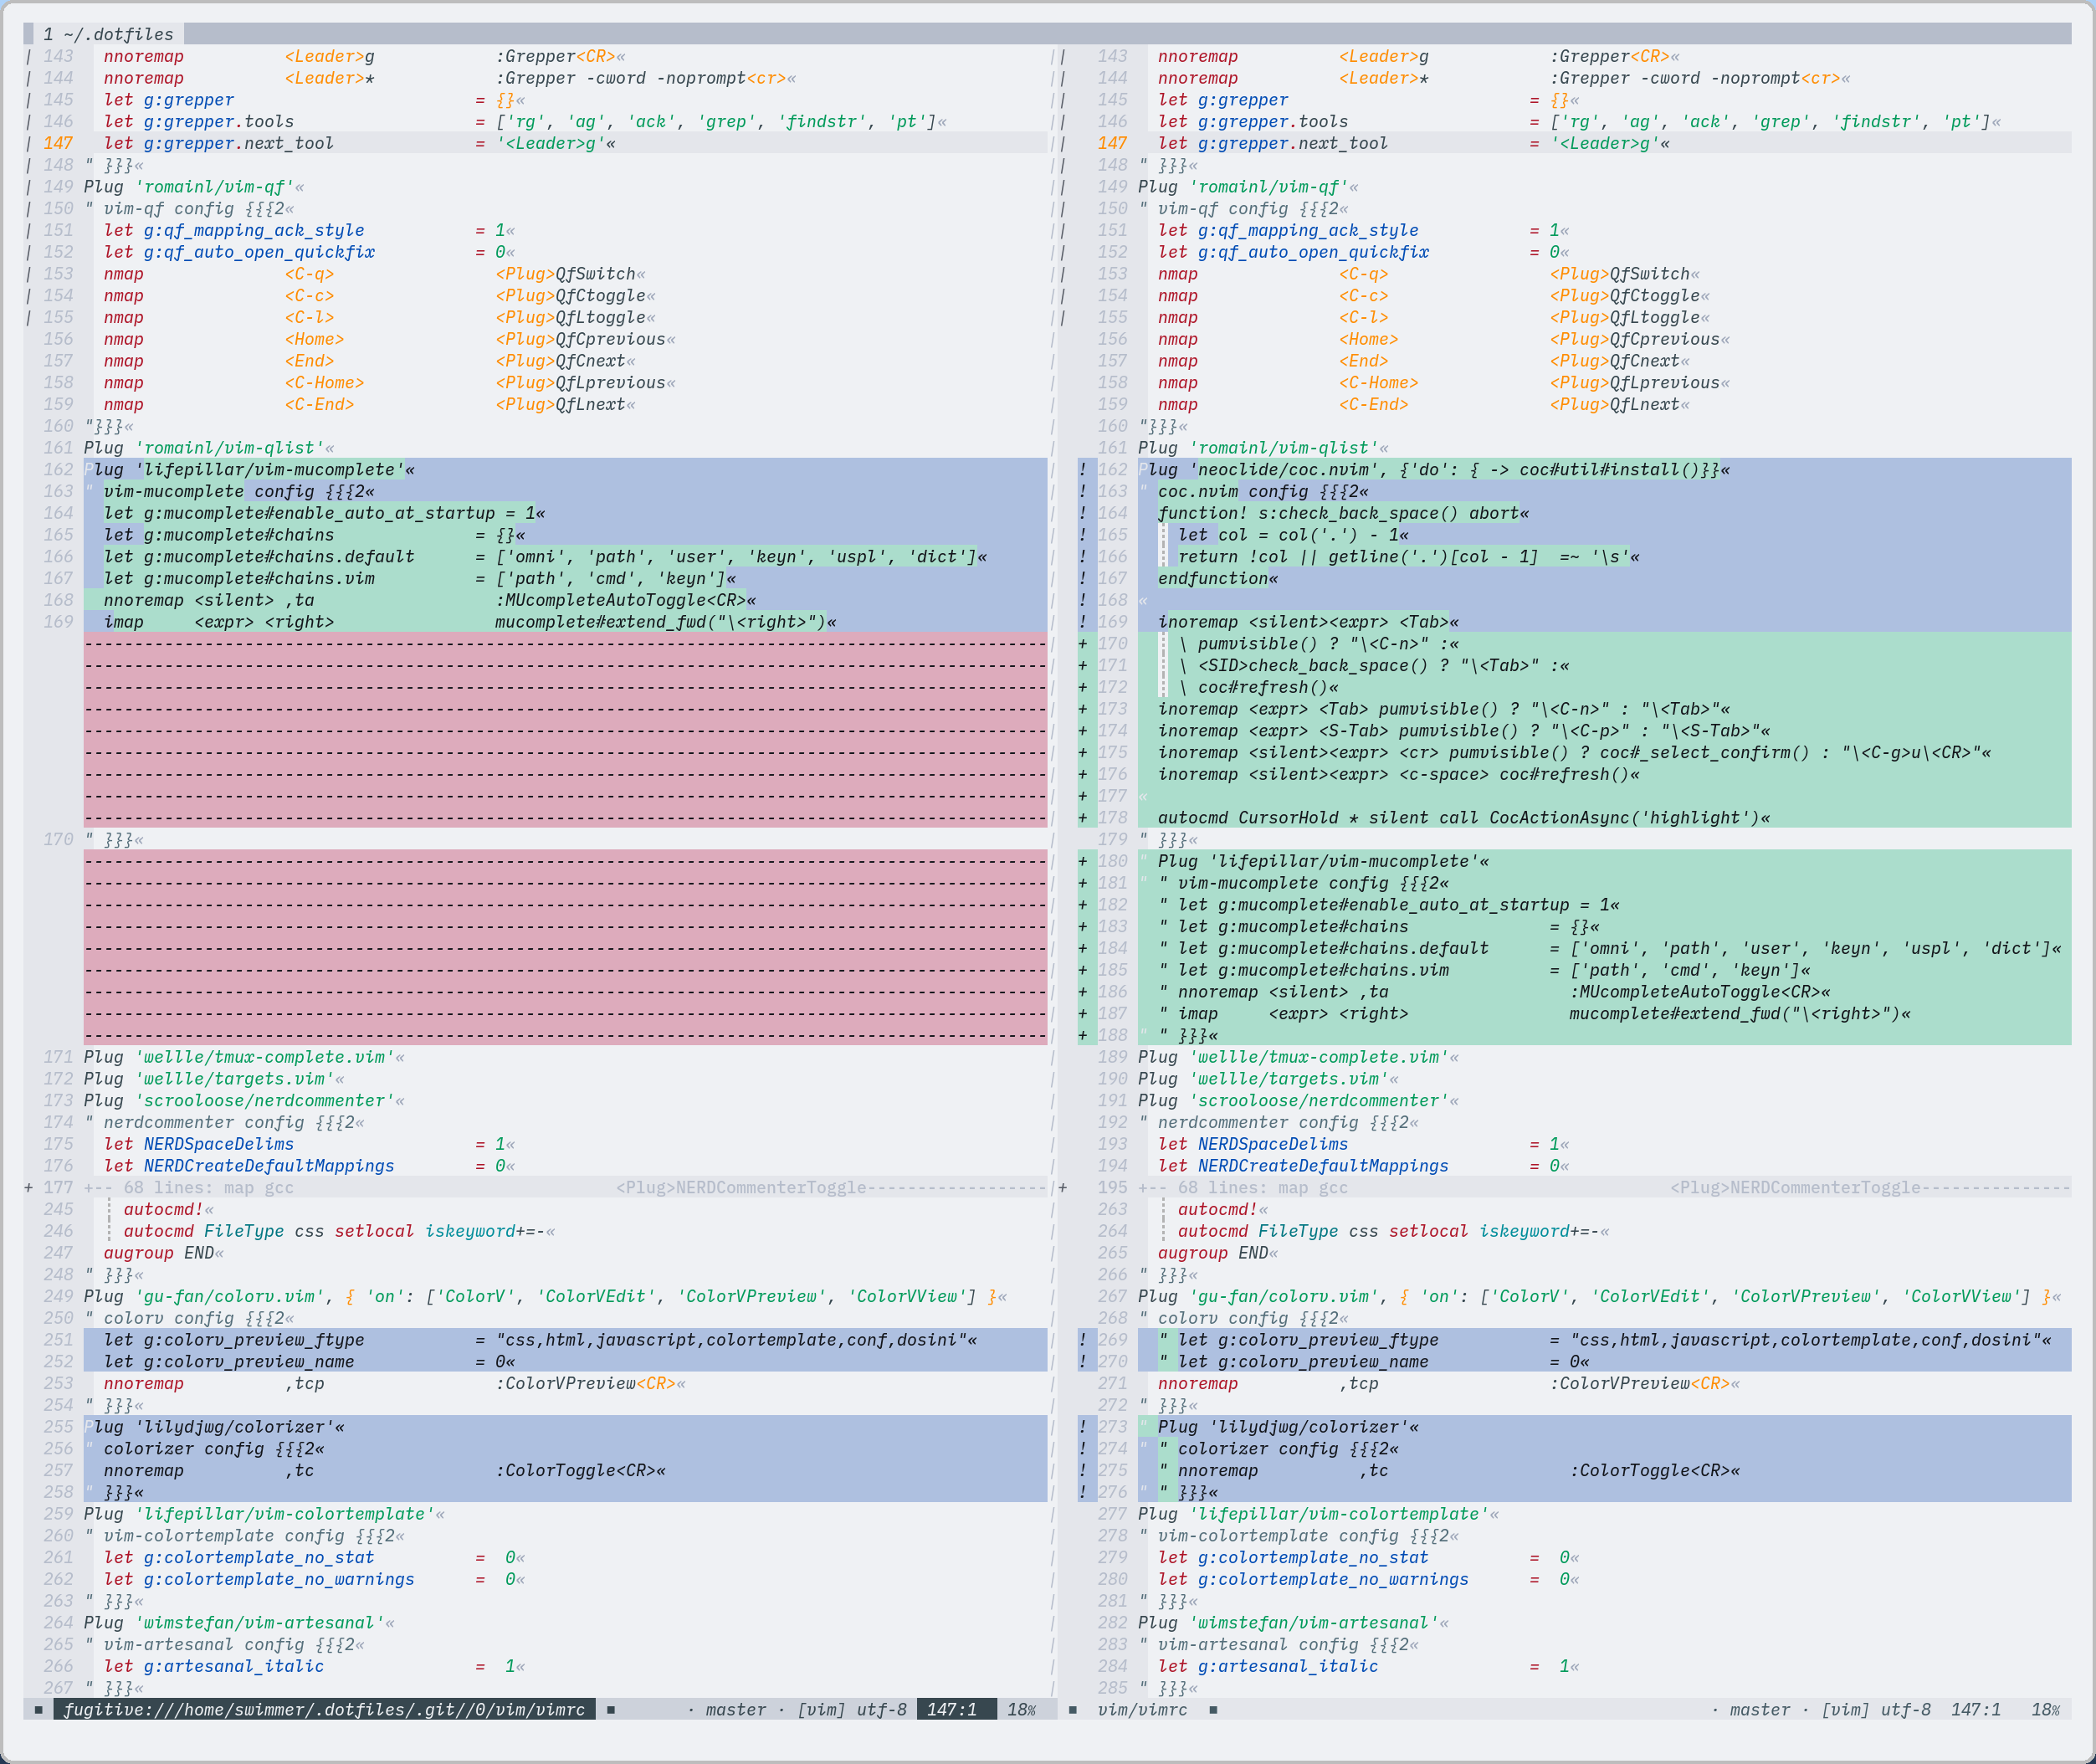 1 ~/.dotfiles
143 nnoremap <Leader>g :Grepper<CR>«
144 nnoremap <Leader>* :Grepper -cword -noprompt<cr>«
145 let g:grepper = {}«
146 let g:grepper.tools = ['rg', 'ag', 'ack', 'grep', 'findstr', 'pt']«
147 let g:grepper.next_tool = '<Leader>g'«
148 " }}}«
149 Plug 'romainl/vim-qf'«
150 " vim-qf config {{{2«
151 let g:qf_mapping_ack_style = 1«
152 let g:qf_auto_open_quickfix = 0«
153 nmap <C-q> <Plug>QfSwitch«
154 nmap <C-c> <Plug>QfCtoggle«
155 nmap <C-l> <Plug>QfLtoggle«
156 nmap <Home> <Plug>QfCprevious«
157 nmap <End> <Plug>QfCnext«
158 nmap <C-Home> <Plug>QfLprevious«
159 nmap <C-End> <Plug>QfLnext«
160 "}}}«
161 Plug 'romainl/vim-qlist'«
162 Plug 'lifepillar/vim-mucomplete'«
163 " vim-mucomplete config {{{2«
164 let g:mucomplete#enable_auto_at_startup = 1«
165 let g:mucomplete#chains = {}«
166 let g:mucomplete#chains.default = ['omni', 'path', 'user', 'keyn', 'uspl', 'dict']«
167 let g:mucomplete#chains.vim = ['path', 'cmd', 'keyn']«
168 nnoremap <silent> ,ta :MUcompleteAutoToggle<CR>«
169 imap <expr> <right> mucomplete#extend_fwd("\<right>")«
170 " }}}«
171 Plug 'wellle/tmux-complete.vim'«
172 Plug 'wellle/targets.vim'«
173 Plug 'scrooloose/nerdcommenter'«
174 " nerdcommenter config {{{2«
175 let NERDSpaceDelims = 1«
176 let NERDCreateDefaultMappings = 0«
+ 177 +-- 68 lines: map gcc <Plug>NERDCommenterToggle------------------
245 autocmd!«
246 autocmd FileType css setlocal iskeyword+=-«
247 augroup END«
248 " }}}«
249 Plug 'gu-fan/colorv.vim', { 'on': ['ColorV', 'ColorVEdit', 'ColorVPreview', 'ColorVView'] }«
250 " colorv config {{{2«
251 let g:colorv_preview_ftype = "css,html,javascript,colortemplate,conf,dosini"«
252 let g:colorv_preview_name = 0«
253 nnoremap ,tcp :ColorVPreview<CR>«
254 " }}}«
255 Plug 'lilydjwg/colorizer'«
256 " colorizer config {{{2«
257 nnoremap ,tc :ColorToggle<CR>«
258 " }}}«
259 Plug 'lifepillar/vim-colortemplate'«
260 " vim-colortemplate config {{{2«
261 let g:colortemplate_no_stat = 0«
262 let g:colortemplate_no_warnings = 0«
263 " }}}«
264 Plug 'wimstefan/vim-artesanal'«
265 " vim-artesanal config {{{2«
266 let g:artesanal_italic = 1«
267 " }}}«
fugitive:///home/swimmer/.dotfiles/.git//0/vim/vimrc ▪ · master · [vim] utf-8 147:1 18%
143 nnoremap <Leader>g :Grepper<CR>«
144 nnoremap <Leader>* :Grepper -cword -noprompt<cr>«
145 let g:grepper = {}«
146 let g:grepper.tools = ['rg', 'ag', 'ack', 'grep', 'findstr', 'pt']«
147 let g:grepper.next_tool = '<Leader>g'«
148 " }}}«
149 Plug 'romainl/vim-qf'«
150 " vim-qf config {{{2«
151 let g:qf_mapping_ack_style = 1«
152 let g:qf_auto_open_quickfix = 0«
153 nmap <C-q> <Plug>QfSwitch«
154 nmap <C-c> <Plug>QfCtoggle«
155 nmap <C-l> <Plug>QfLtoggle«
156 nmap <Home> <Plug>QfCprevious«
157 nmap <End> <Plug>QfCnext«
158 nmap <C-Home> <Plug>QfLprevious«
159 nmap <C-End> <Plug>QfLnext«
160 "}}}«
161 Plug 'romainl/vim-qlist'«
! 162 Plug 'neoclide/coc.nvim', {'do': { -> coc#util#install()}}«
! 163 " coc.nvim config {{{2«
! 164 function! s:check_back_space() abort«
! 165 let col = col('.') - 1«
! 166 return !col || getline('.')[col - 1] =~ '\s'«
! 167 endfunction«
! 168 «
! 169 inoremap <silent><expr> <Tab>«
+ 170 \ pumvisible() ? "\<C-n>" :«
+ 171 \ <SID>check_back_space() ? "\<Tab>" :«
+ 172 \ coc#refresh()«
+ 173 inoremap <expr> <Tab> pumvisible() ? "\<C-n>" : "\<Tab>"«
+ 174 inoremap <expr> <S-Tab> pumvisible() ? "\<C-p>" : "\<S-Tab>"«
+ 175 inoremap <silent><expr> <cr> pumvisible() ? coc#_select_confirm() : "\<C-g>u\<CR>"«
+ 176 inoremap <silent><expr> <c-space> coc#refresh()«
+ 177 «
+ 178 autocmd CursorHold * silent call CocActionAsync('highlight')«
179 " }}}«
+ 180 " Plug 'lifepillar/vim-mucomplete'«
+ 181 " " vim-mucomplete config {{{2«
+ 182 " let g:mucomplete#enable_auto_at_startup = 1«
+ 183 " let g:mucomplete#chains = {}«
+ 184 " let g:mucomplete#chains.default = ['omni', 'path', 'user', 'keyn', 'uspl', 'dict']«
+ 185 " let g:mucomplete#chains.vim = ['path', 'cmd', 'keyn']«
+ 186 " nnoremap <silent> ,ta :MUcompleteAutoToggle<CR>«
+ 187 " imap <expr> <right> mucomplete#extend_fwd("\<right>")«
+ 188 " " }}}«
189 Plug 'wellle/tmux-complete.vim'«
190 Plug 'wellle/targets.vim'«
191 Plug 'scrooloose/nerdcommenter'«
192 " nerdcommenter config {{{2«
193 let NERDSpaceDelims = 1«
194 let NERDCreateDefaultMappings = 0«
+ 195 +-- 68 lines: map gcc <Plug>NERDCommenterToggle---------------
263 autocmd!«
264 autocmd FileType css setlocal iskeyword+=-«
265 augroup END«
266 " }}}«
267 Plug 'gu-fan/colorv.vim', { 'on': ['ColorV', 'ColorVEdit', 'ColorVPreview', 'ColorVView'] }«
268 " colorv config {{{2«
! 269 " let g:colorv_preview_ftype = "css,html,javascript,colortemplate,conf,dosini"«
! 270 " let g:colorv_preview_name = 0«
271 nnoremap ,tcp :ColorVPreview<CR>«
272 " }}}«
! 273 " Plug 'lilydjwg/colorizer'«
! 274 " " colorizer config {{{2«
! 275 " nnoremap ,tc :ColorToggle<CR>«
! 276 " " }}}«
277 Plug 'lifepillar/vim-colortemplate'«
278 " vim-colortemplate config {{{2«
279 let g:colortemplate_no_stat = 0«
280 let g:colortemplate_no_warnings = 0«
281 " }}}«
282 Plug 'wimstefan/vim-artesanal'«
283 " vim-artesanal config {{{2«
284 let g:artesanal_italic = 1«
285 " }}}«
▪ vim/vimrc ▪ · master · [vim] utf-8 147:1 18%